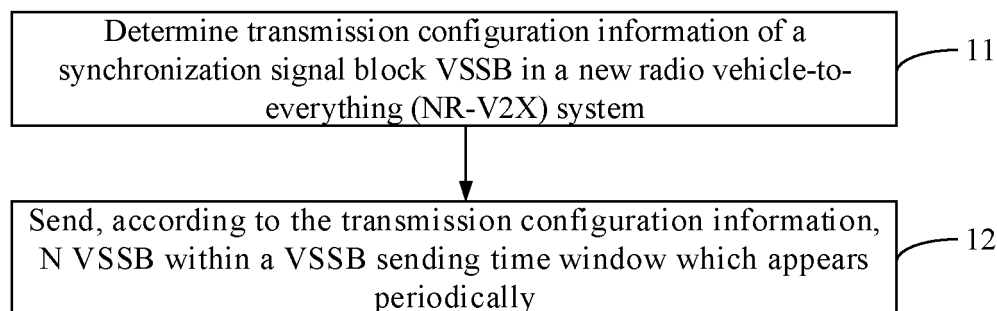 Determine transmission configuration information of a
synchronization signal block VSSB in a new radio vehicle-to-
everything (NR-V2X) system
11
Send, according to the transmission configuration information,
N VSSB within a VSSB sending time window which appears
periodically
12